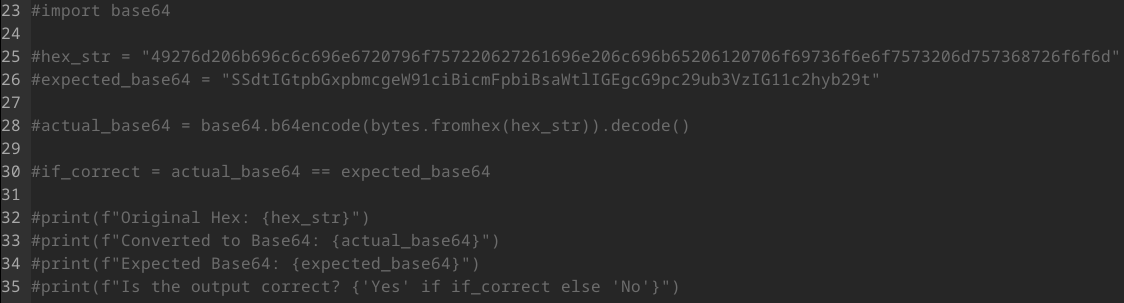 23 #import base64
24
25 #hex_str = "49276d206b696c6c696e6720796f757220627261696e206c696b65206120706f69736f6e6f7573206d757368726f6f6d"
26 #expected_base64 = "SSdtIGtpbGxpbmcgeW91ciBicmFpbiBsaWtlIGEgcG9pc29ub3VzIG11c2hyb29t"
27
28 #actual_base64 = base64.b64encode(bytes.fromhex(hex_str)).decode()
29
30 #if_correct = actual_base64 == expected_base64
31
32 #print(f"Original Hex: {hex_str}")
33 #print(f"Converted to Base64: {actual_base64}")
34 #print(f"Expected Base64: {expected_base64}")
35 #print(f"Is the output correct? {'Yes' if if_correct else 'No'}")